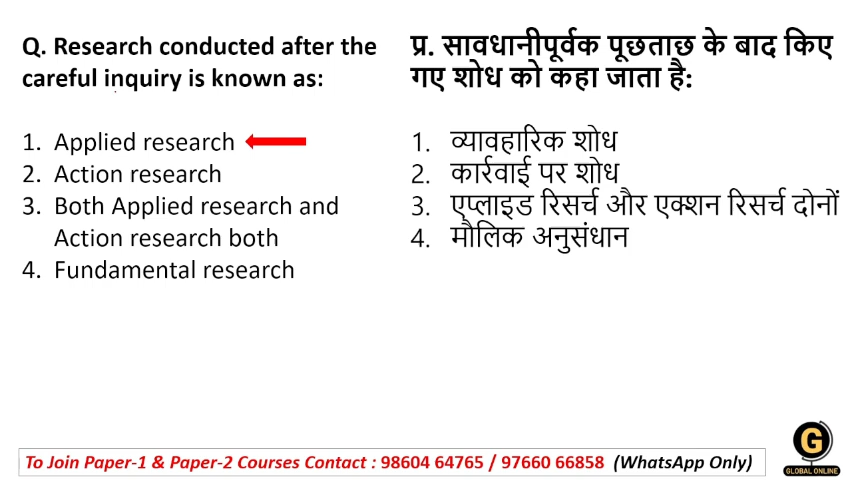 Q. Research conducted after the
careful inquiry is known as:
1. Applied research
2. Action research
3. Both Applied research and
Action research both
4. Fundamental research
प्र. सावधानीपूर्वक पूछताछ के बाद किए
गए शोध को कहा जाता है:
1. व्यावहारिक शोध
2. कार्रवाई पर शोध
3. एप्लाइड रिसर्च और एक्शन रिसर्च दोनों
4. मौलिक अनुसंधान
To Join Paper-1 & Paper-2 Courses Contact : 98604 64765 / 97660 66858 (WhatsApp Only)
G
GLOBAL ONLINE